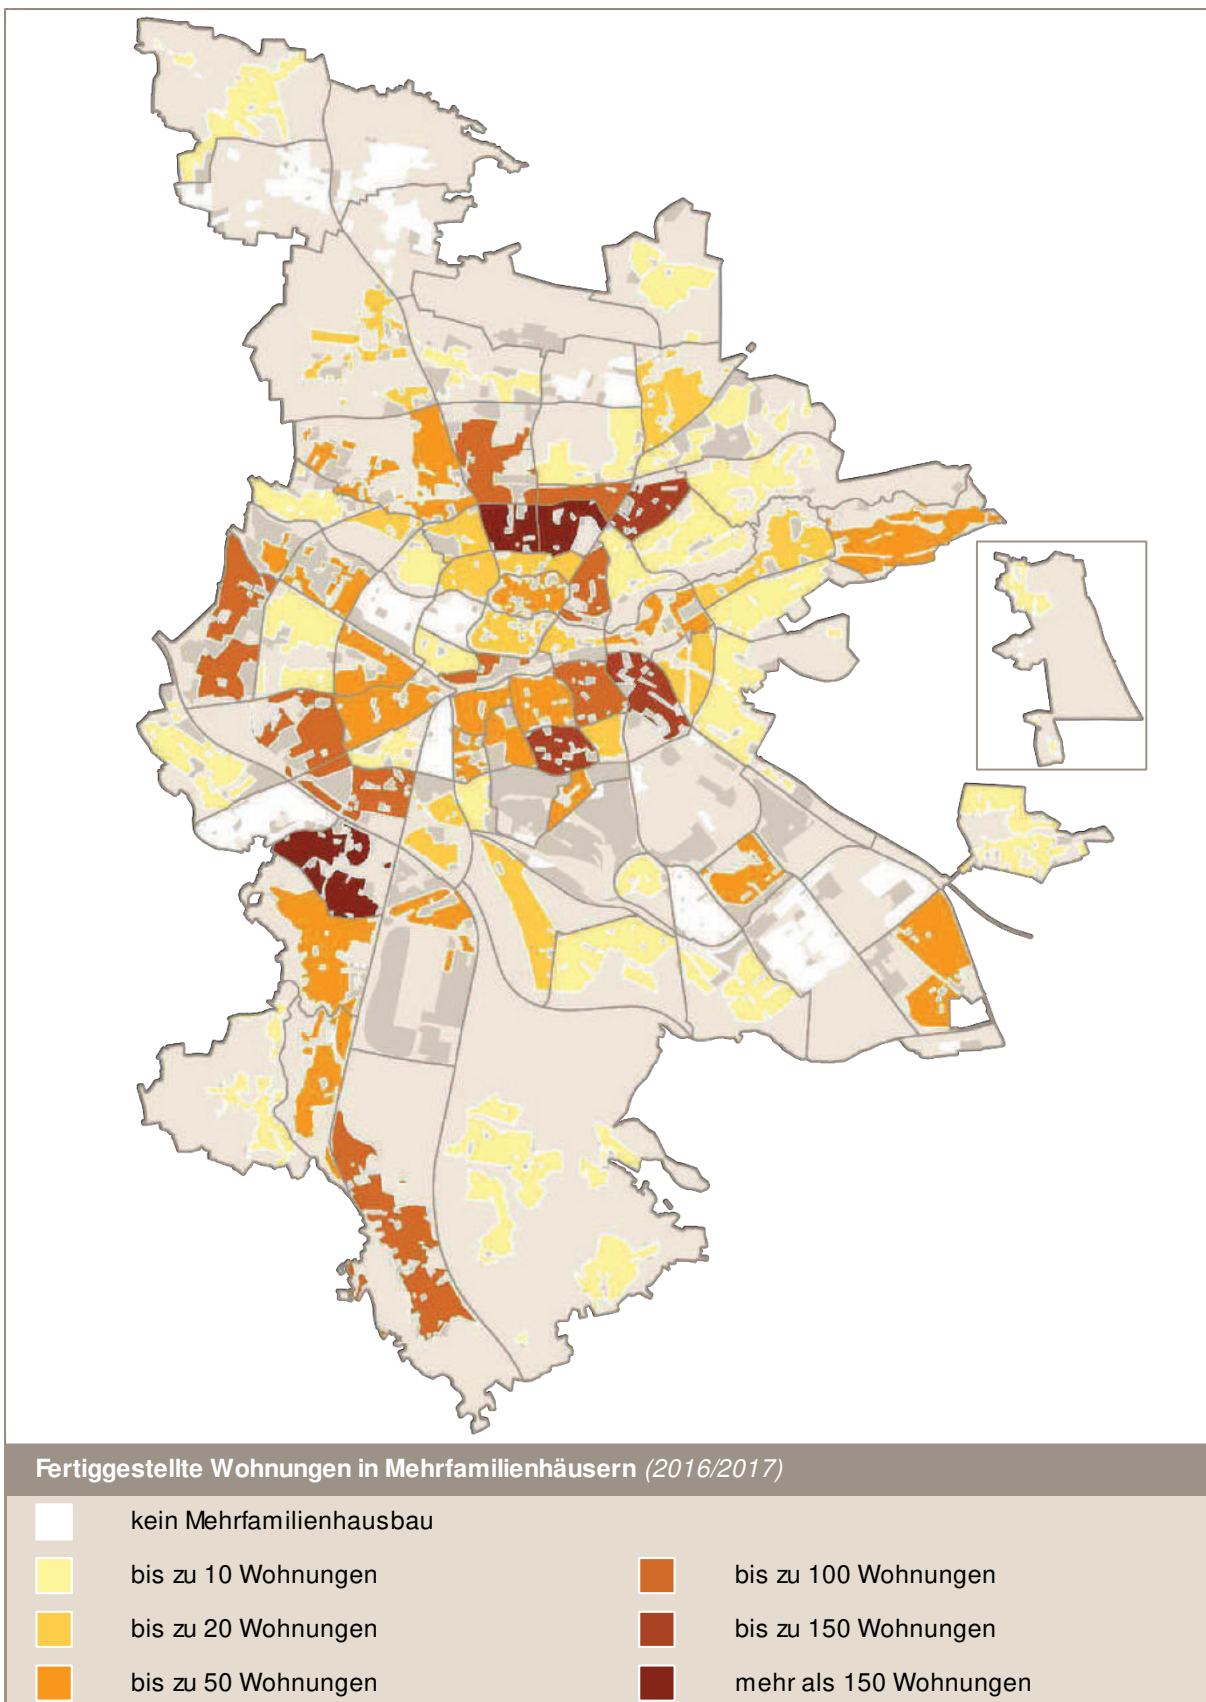 Fertiggestellte Wohnungen in Mehrfamilienhäusern (2016/2017)
kein Mehrfamilienhausbau
bis zu 10 Wohnungen
bis zu 20 Wohnungen
bis zu 50 Wohnungen
bis zu 100 Wohnungen
bis zu 150 Wohnungen
mehr als 150 Wohnungen